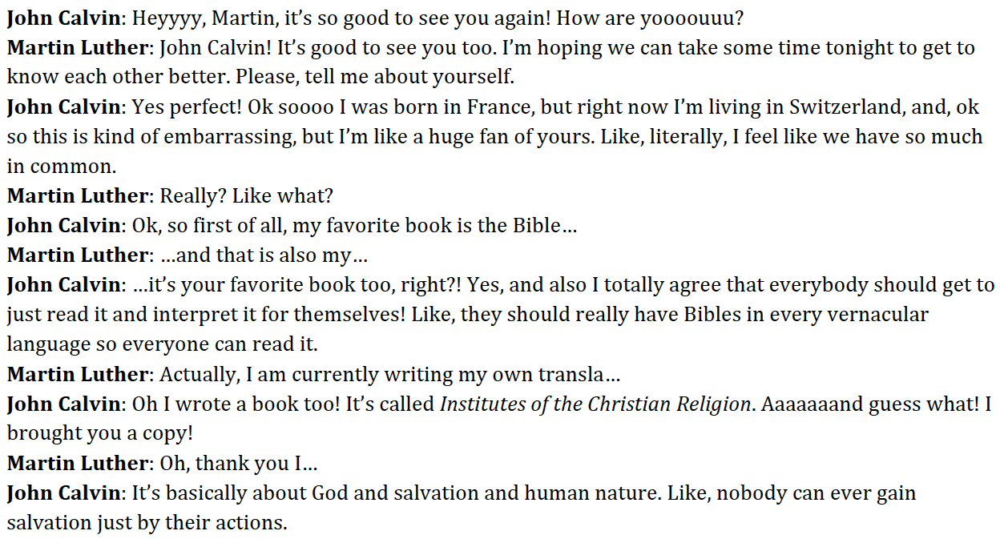 John Calvin: Heyyyy, Martin, it’s so good to see you again! How are yoooouuu?
Martin Luther: John Calvin! It’s good to see you too. I’m hoping we can take some time tonight to get to
know each other better. Please, tell me about yourself.
John Calvin: Yes perfect! Ok soooo I was born in France, but right now I’m living in Switzerland, and, ok
so this is kind of embarrassing, but I’m like a huge fan of yours. Like, literally, I feel like we have so much
in common.
Martin Luther: Really? Like what?
John Calvin: Ok, so first of all, my favorite book is the Bible…
Martin Luther: …and that is also my…
John Calvin: …it’s your favorite book too, right?! Yes, and also I totally agree that everybody should get to
just read it and interpret it for themselves! Like, they should really have Bibles in every vernacular
language so everyone can read it.
Martin Luther: Actually, I am currently writing my own transla…
John Calvin: Oh I wrote a book too! It’s called Institutes of the Christian Religion. Aaaaaaand guess what! I
brought you a copy!
Martin Luther: Oh, thank you I…
John Calvin: It’s basically about God and salvation and human nature. Like, nobody can ever gain
salvation just by their actions.